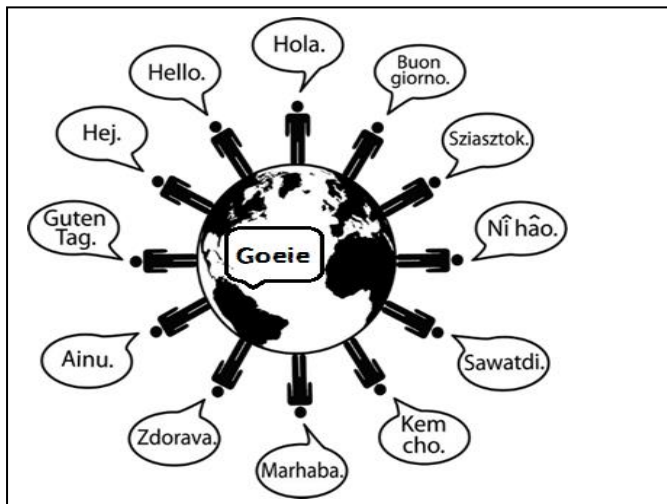 Hola.
Hello.
Buon
giorno.
Hej.
Sziasztok.
Guten
Tag.
Goeie
Nî hâo.
Ainu.
Sawatdi.
Zdorava.
Kem
cho.
Marhaba.